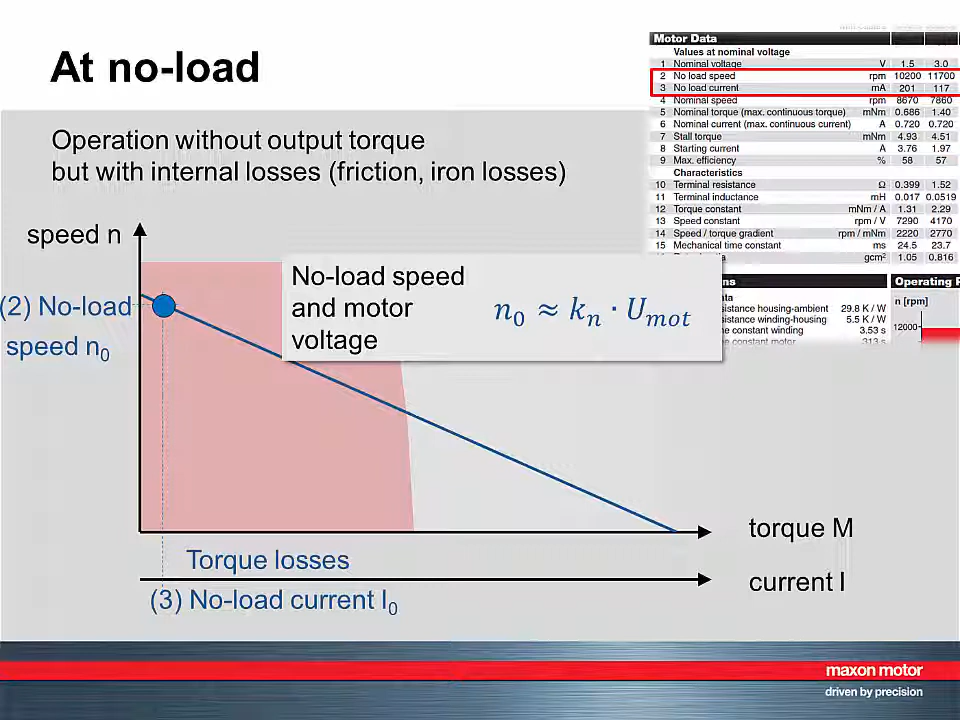 At no-load
Operation without output torque
but with internal losses (friction, iron losses)
Motor Data
Values at nominal voltage
1 Nominal voltage V 1.5 3.0
2 No load speed rpm 10200 11700
3 No load current mA 201 117
4 Nominal speed rpm 8670 7860
5 Nominal torque (max. continuous torque) mNm 0.686 1.40
6 Nominal current (max. continuous current) A 0.720 0.720
7 Stall torque mNm 4.93 4.51
8 Starting current A 3.76 1.97
9 Max. efficiency % 58 57
Characteristics
10 Terminal resistance Ω 0.399 1.52
11 Terminal inductance mH 0.017 0.0519
12 Torque constant mNm / A 1.31 2.29
13 Speed constant rpm / V 7290 4170
14 Speed / torque gradient rpm / mNm 2220 2770
15 Mechanical time constant ms 24.5 23.7
gcm² 1.05 0.816
Operating
n [rpm]
12000
housing-ambient 29.8 K / W
winding-housing 5.5 K / W
constant winding 3.53 s
constant motor 313 s
speed n
(2) No-load
speed n₀
No-load speed
and motor
voltage
n₀ ≈ kₙ · Uₘₒₜ
torque M
Torque losses
current I
(3) No-load current I₀
maxon motor
driven by precision